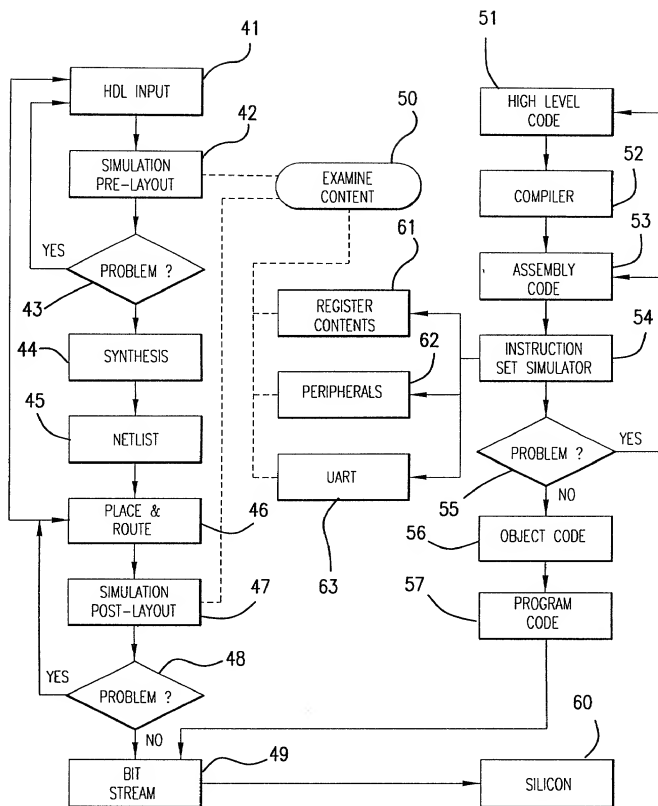 41
HDL INPUT
42
SIMULATION
PRE-LAYOUT
YES
PROBLEM ?
43
44
SYNTHESIS
45
NETLIST
PLACE &
ROUTE
46
SIMULATION
POST-LAYOUT
47
48
YES
PROBLEM ?
NO
BIT
STREAM
49
50
EXAMINE
CONTENT
61
REGISTER
CONTENTS
62
PERIPHERALS
UART
63
51
HIGH LEVEL
CODE
COMPILER
52
53
ASSEMBLY
CODE
54
INSTRUCTION
SET SIMULATOR
PROBLEM ?
YES
55
NO
56
OBJECT CODE
57
PROGRAM
CODE
60
SILICON